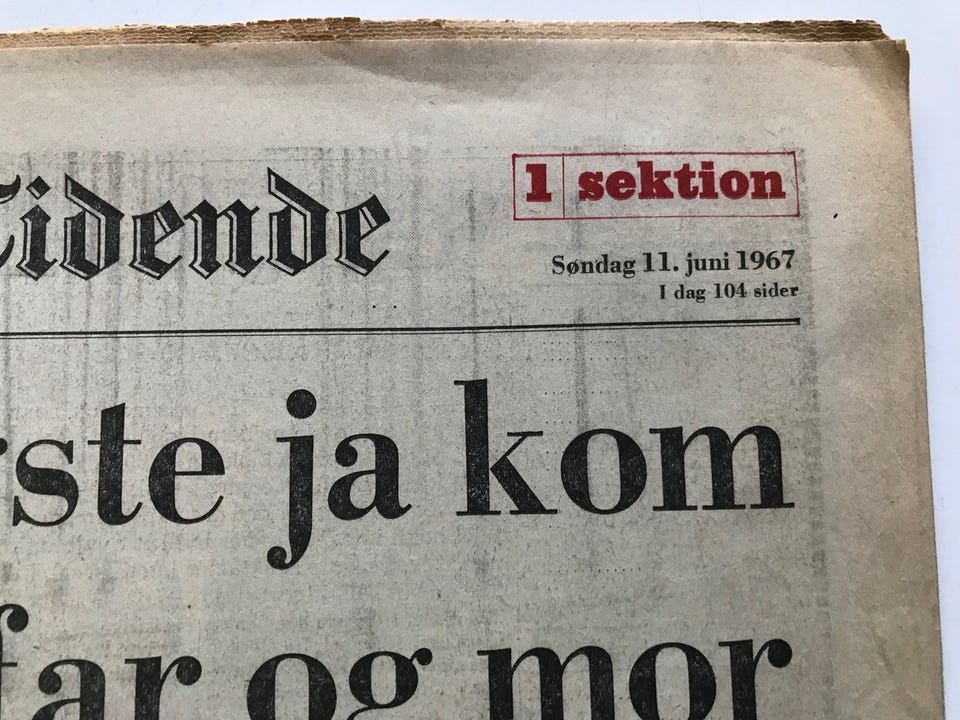 1 sektion
Tidende
Søndag 11. juni 1967
I dag 104 sider
rste ja kom
far og mor